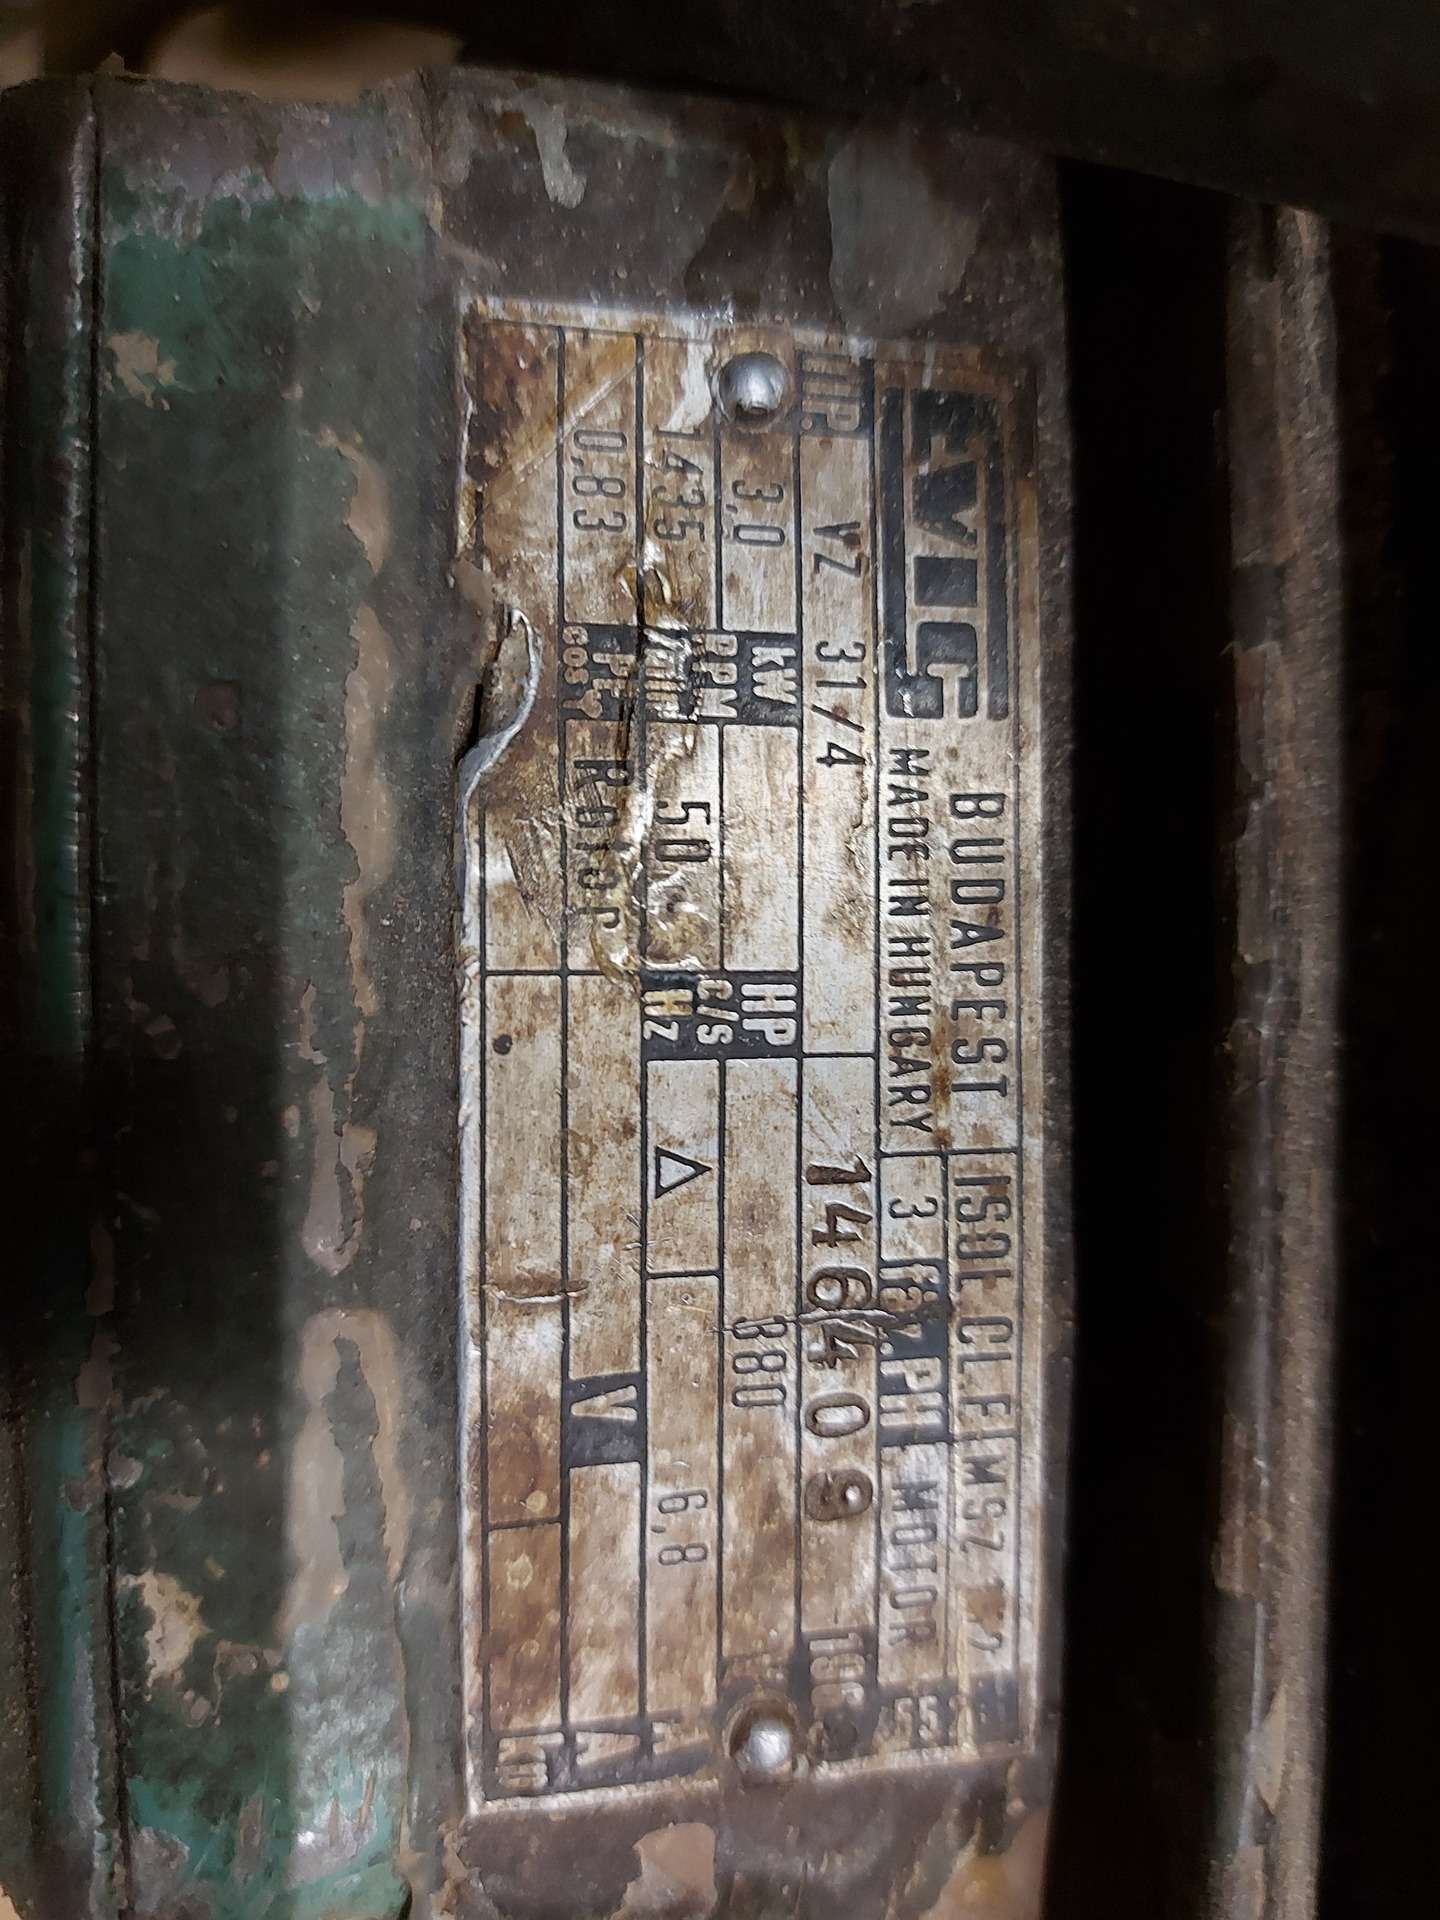 EVIG BUDAPEST ISOL CL E MSZ
MADE IN HUNGARY 3 PH MOTOR
TIP. VZ 31/4 146409
3,0 kW HP 380
1435 RPM 50 c/s Hz △ 6,8 A
0,83 cos φ Rotor V A
kp